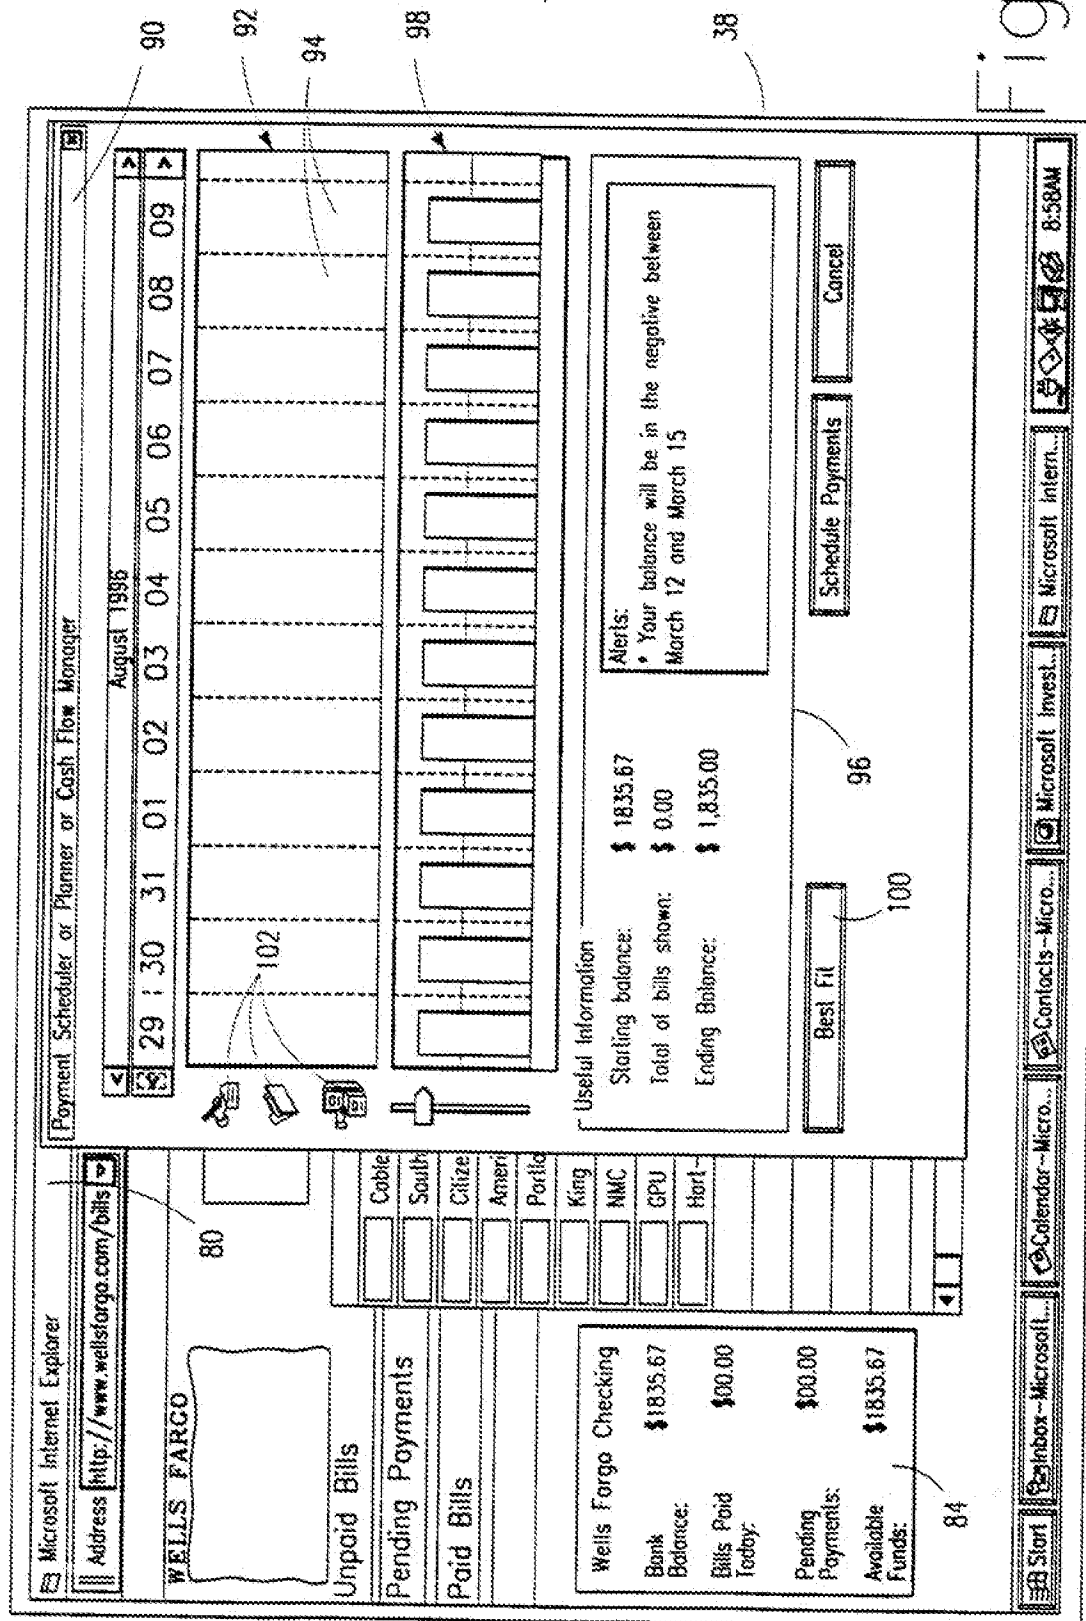 Microsoft Internet Explorer
Address http://www.wellsfargo.com/bills
WELLS FARGO
Unpaid Bills
Pending Payments
Paid Bills
Wells Fargo Checking
Bank Balance: $1835.67
Bills Paid Today: $00.00
Pending Payments: $00.00
Available Funds: $1835.67
84
80
Cable
South
Citize
Ameri
Portla
King
NMC
GPU
Hart-
Payment Scheduler or Planner or Cash Flow Manager
August 1996
29 30 31 01 02 03 04 05 06 07 08 09
102
Useful Information
Starting balance: $ 1835.67
Total of bills shown: $ 0.00
Ending Balance: $ 1,835.00
Alerts:
* Your balance will be in the negative between
March 12 and March 15
96
Best Fit
Schedule Payments
Cancel
100
90
92
94
98
38
Start
Inbox-Microsoft...
Calendar-Micro...
Contacts-Micro...
Microsoft Invest...
Microsoft Intern...
8:58AM
Fig